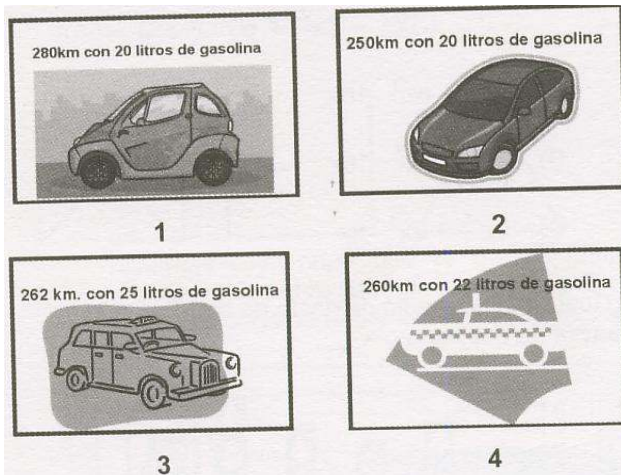 280km con 20 litros de gasolina
250km con 20 litros de gasolina
1
2
262 km. con 25 litros de gasolina
260km con 22 litros de gasolina
3
4